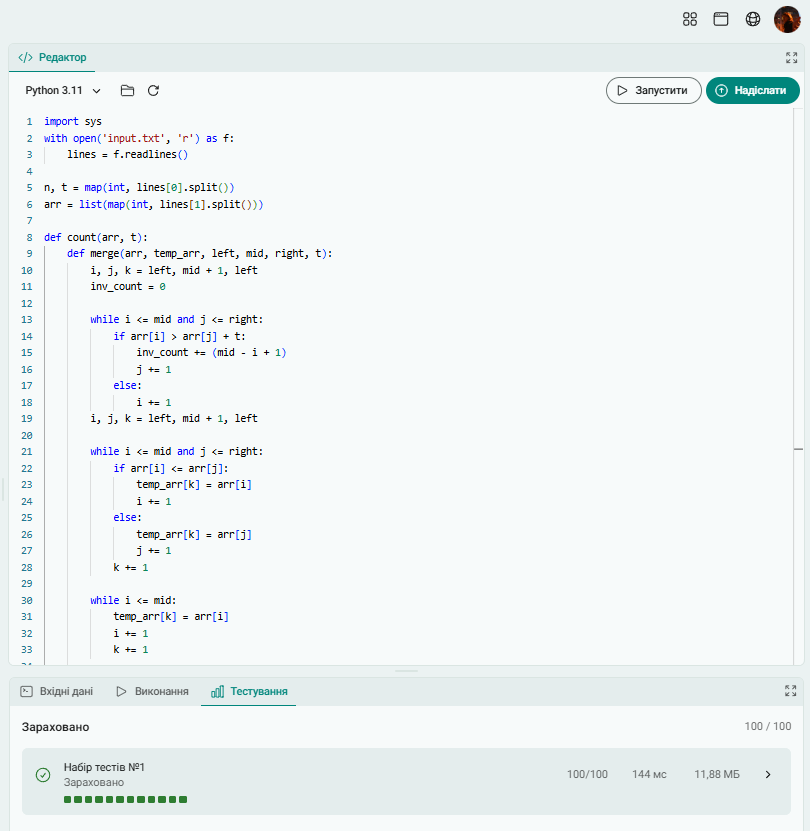 Редактор
Python 3.11
Запустити
Надіслати
1 import sys
2 with open('input.txt', 'r') as f:
3     lines = f.readlines()
4
5 n, t = map(int, lines[0].split())
6 arr = list(map(int, lines[1].split()))
7
8 def count(arr, t):
9     def merge(arr, temp_arr, left, mid, right, t):
10         i, j, k = left, mid + 1, left
11         inv_count = 0
12
13         while i <= mid and j <= right:
14             if arr[i] > arr[j] + t:
15                 inv_count += (mid - i + 1)
16                 j += 1
17             else:
18                 i += 1
19         i, j, k = left, mid + 1, left
20
21         while i <= mid and j <= right:
22             if arr[i] <= arr[j]:
23                 temp_arr[k] = arr[i]
24                 i += 1
25             else:
26                 temp_arr[k] = arr[j]
27                 j += 1
28             k += 1
29
30         while i <= mid:
31             temp_arr[k] = arr[i]
32             i += 1
33             k += 1
Вхідні дані
Виконання
Тестування
Зараховано
100 / 100
Набір тестів №1
Зараховано
100/100
144 мс
11,88 МБ